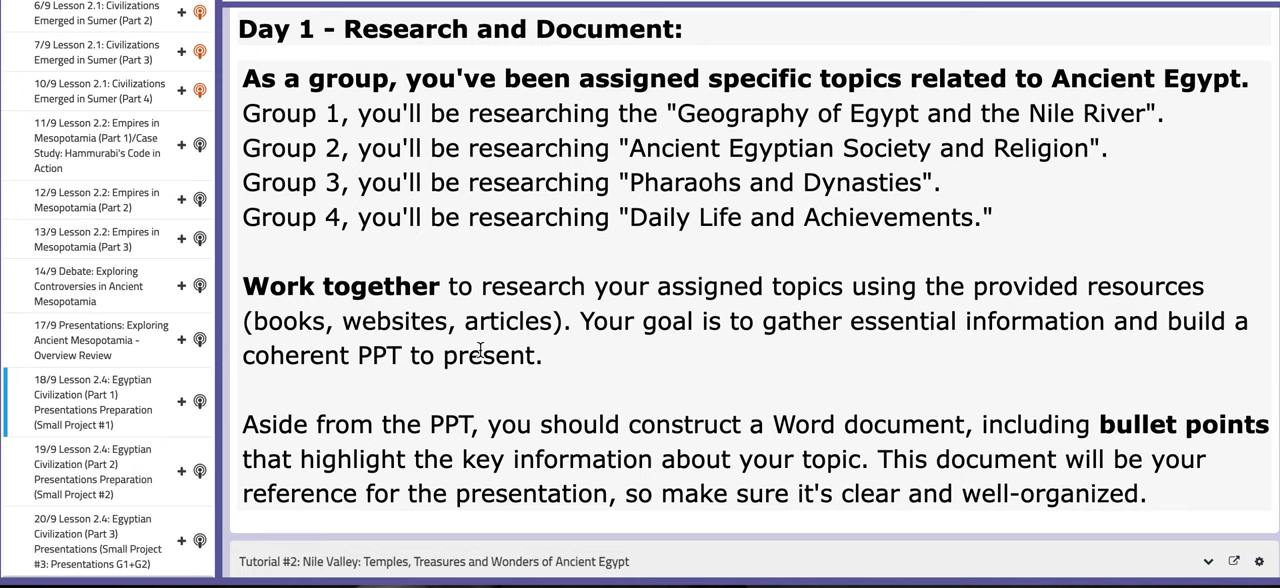 6/9 Lesson 2.1: Civilizations
Emerged in Sumer (Part 2)
7/9 Lesson 2.1: Civilizations
Emerged in Sumer (Part 3)
10/9 Lesson 2.1: Civilizations
Emerged in Sumer (Part 4)
11/9 Lesson 2.2: Empires in
Mesopotamia (Part 1)/Case
Study: Hammurabi's Code in
Action
12/9 Lesson 2.2: Empires in
Mesopotamia (Part 2)
13/9 Lesson 2.2: Empires in
Mesopotamia (Part 3)
14/9 Debate: Exploring
Controversies in Ancient
Mesopotamia
17/9 Presentations: Exploring
Ancient Mesopotamia -
Overview Review
18/9 Lesson 2.4: Egyptian
Civilization (Part 1)
Presentations Preparation
(Small Project #1)
19/9 Lesson 2.4: Egyptian
Civilization (Part 2)
Presentations Preparation
(Small Project #2)
20/9 Lesson 2.4: Egyptian
Civilization (Part 3)
Presentations (Small Project
#3: Presentations G1+G2)
Day 1 - Research and Document:
As a group, you've been assigned specific topics related to Ancient Egypt.
Group 1, you'll be researching the "Geography of Egypt and the Nile River".
Group 2, you'll be researching "Ancient Egyptian Society and Religion".
Group 3, you'll be researching "Pharaohs and Dynasties".
Group 4, you'll be researching "Daily Life and Achievements."
Work together to research your assigned topics using the provided resources
(books, websites, articles). Your goal is to gather essential information and build a
coherent PPT to present.
Aside from the PPT, you should construct a Word document, including bullet points
that highlight the key information about your topic. This document will be your
reference for the presentation, so make sure it's clear and well-organized.
Tutorial #2: Nile Valley: Temples, Treasures and Wonders of Ancient Egypt